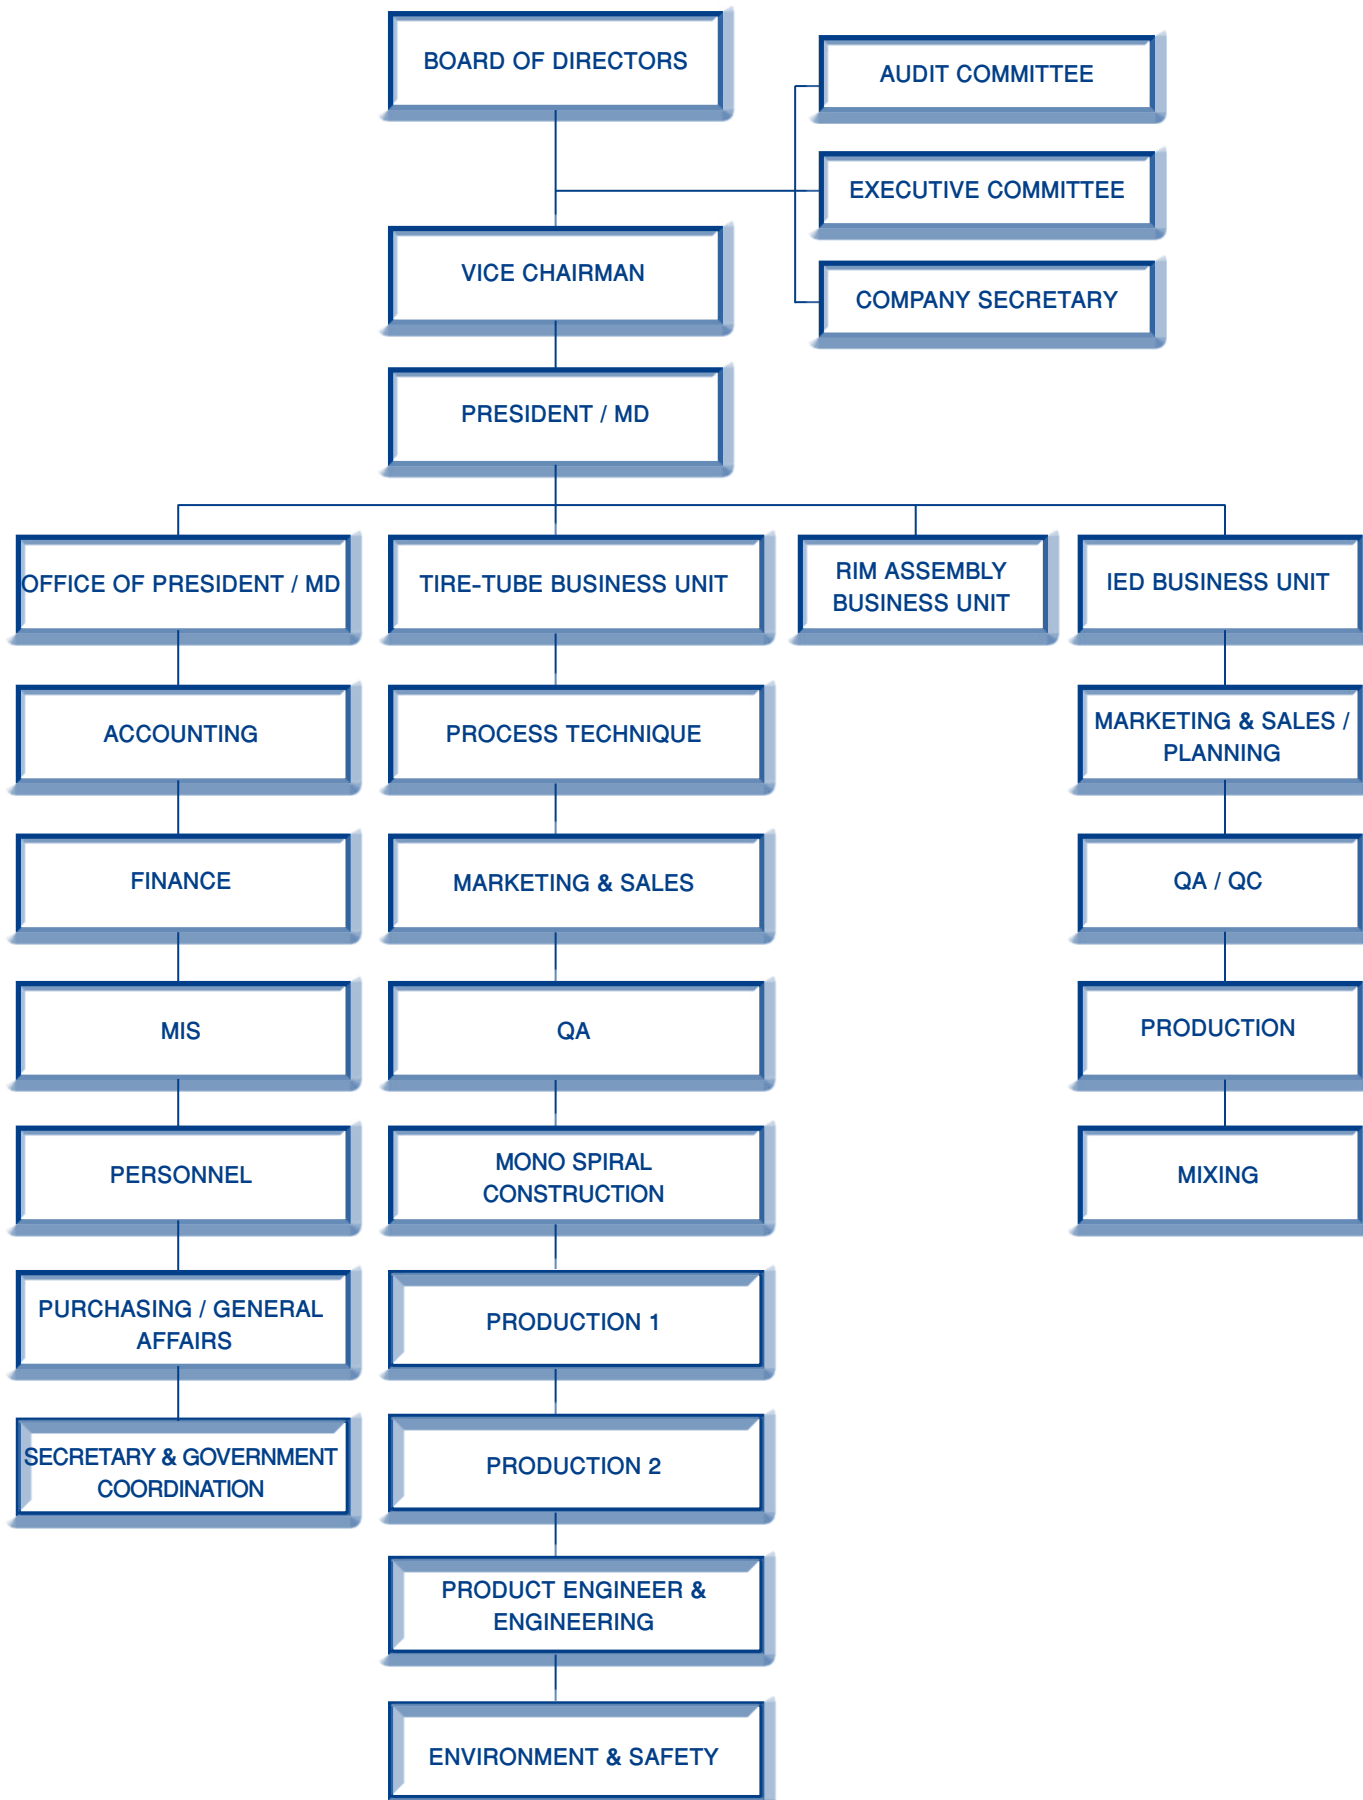 BOARD OF DIRECTORS
AUDIT COMMITTEE
EXECUTIVE COMMITTEE
VICE CHAIRMAN
COMPANY SECRETARY
PRESIDENT / MD
OFFICE OF PRESIDENT / MD
TIRE-TUBE BUSINESS UNIT
RIM ASSEMBLY
BUSINESS UNIT
IED BUSINESS UNIT
ACCOUNTING
PROCESS TECHNIQUE
MARKETING & SALES /
PLANNING
FINANCE
MARKETING & SALES
QA / QC
MIS
QA
PRODUCTION
PERSONNEL
MONO SPIRAL
CONSTRUCTION
MIXING
PURCHASING / GENERAL
AFFAIRS
PRODUCTION 1
SECRETARY & GOVERNMENT
COORDINATION
PRODUCTION 2
PRODUCT ENGINEER &
ENGINEERING
ENVIRONMENT & SAFETY